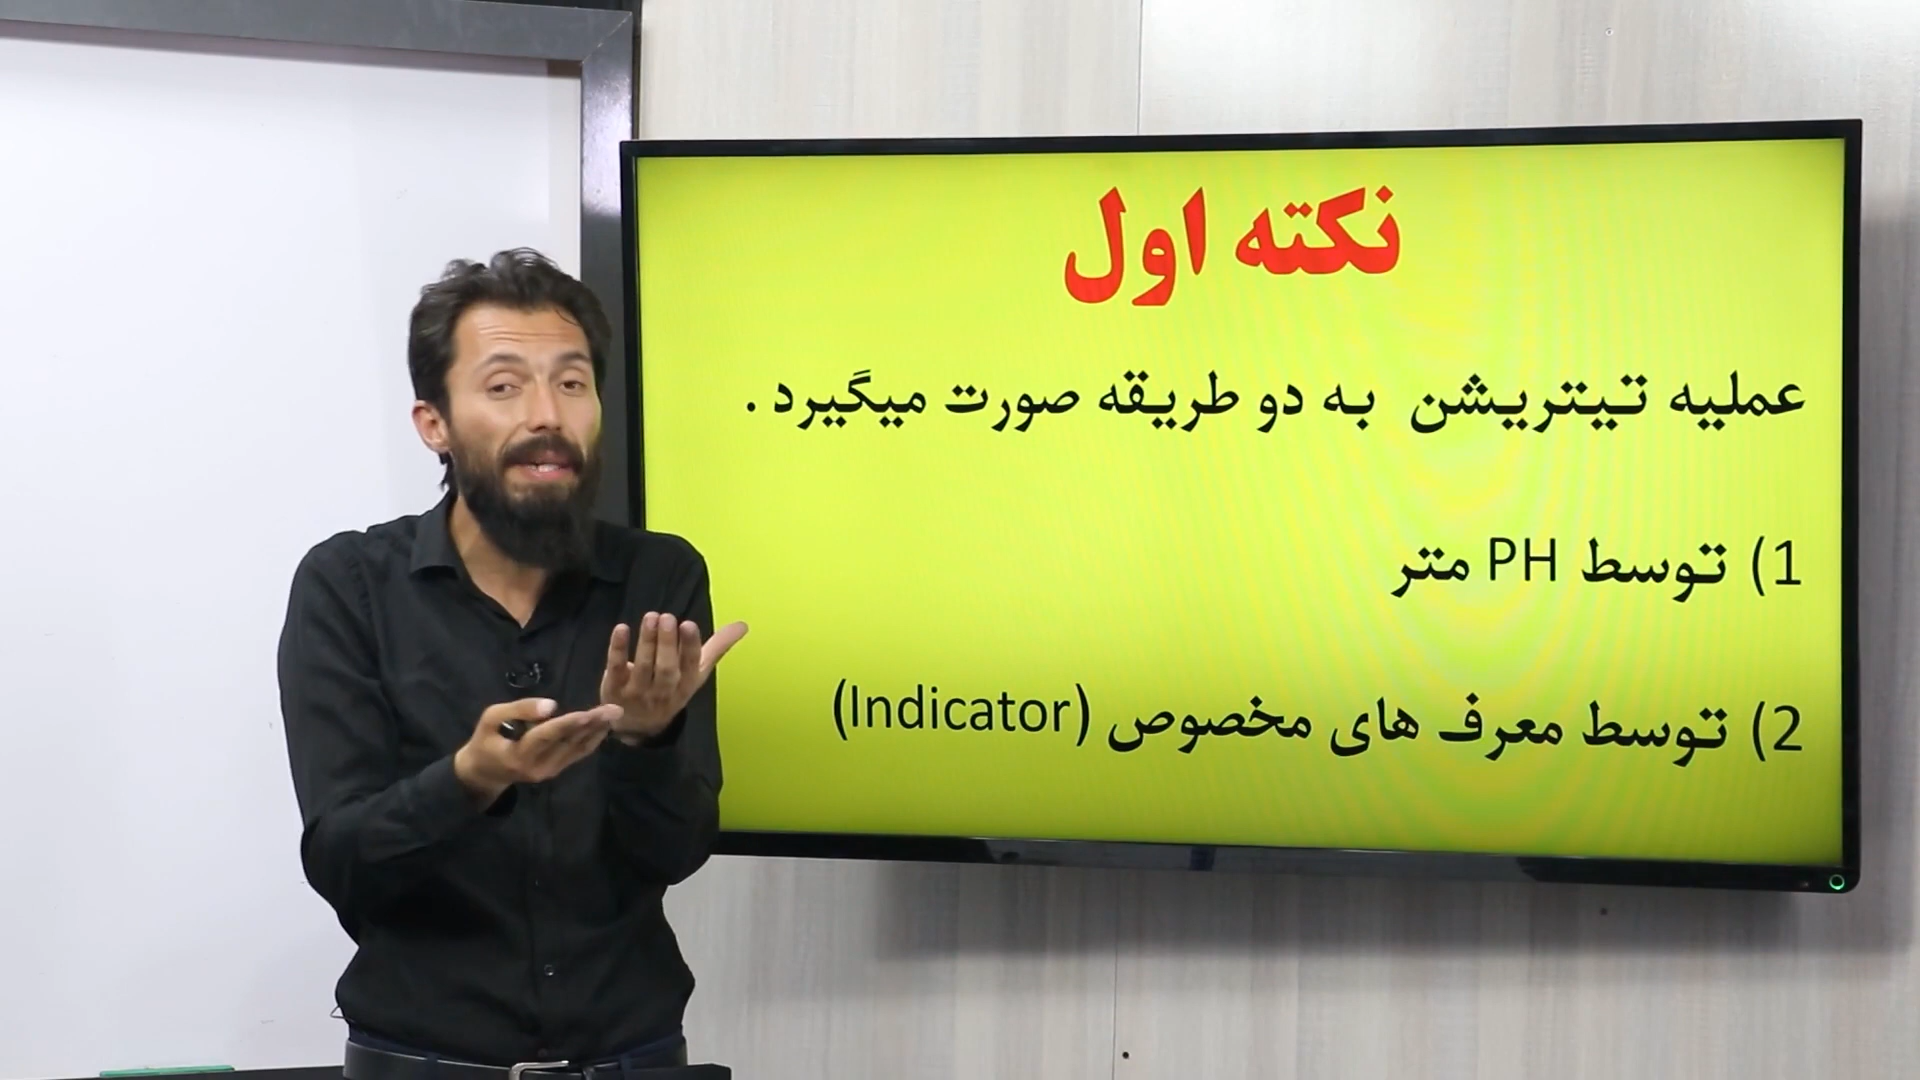 نکته اول
عملیه تیتریشن به دو طریقه صورت میگیرد .
1) توسط PH متر
2) توسط معرف های مخصوص (Indicator)